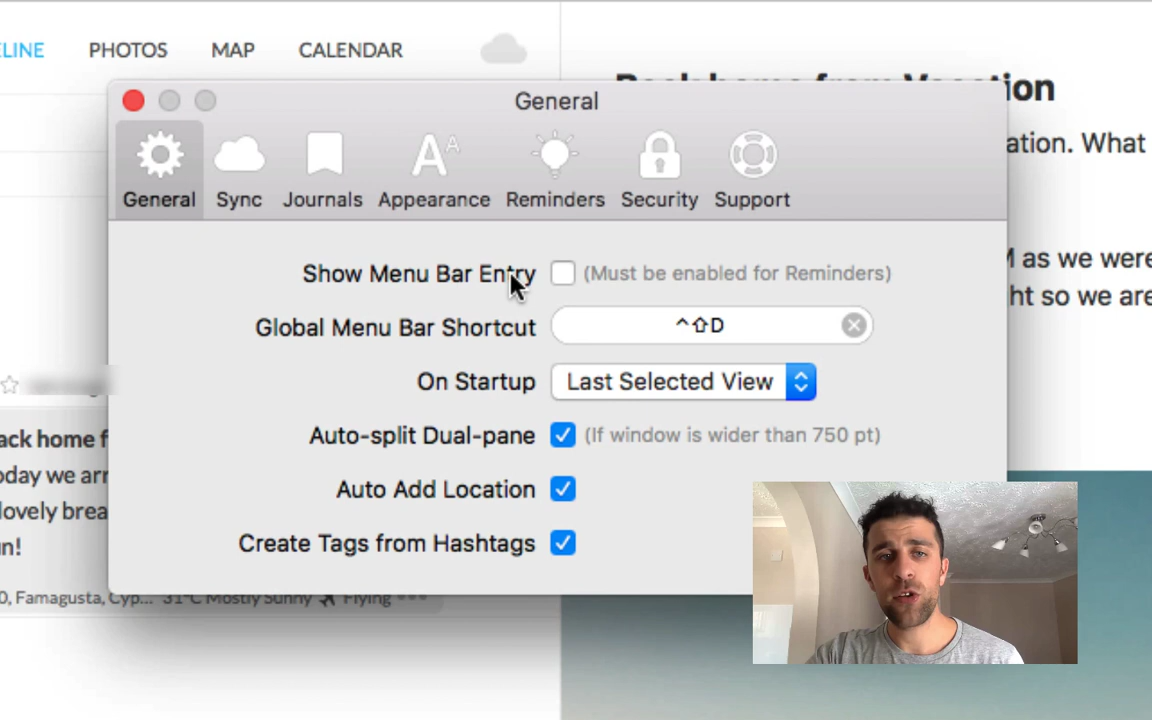 LINE
PHOTOS
MAP
CALENDAR
ion
General
ation. What
General
Sync
Journals
Appearance
Reminders
Security
Support
Show Menu Bar Entry
(Must be enabled for Reminders)
as we were
Global Menu Bar Shortcut
^⇧D
ht so we are
On Startup
Last Selected View
Auto-split Dual-pane
(If window is wider than 750 pt)
ack home f
oday we arr
Auto Add Location
lovely brea
Create Tags from Hashtags
n!
0, Famagusta, Cyp... 31°C Mostly Sunny ✈ Flying •••